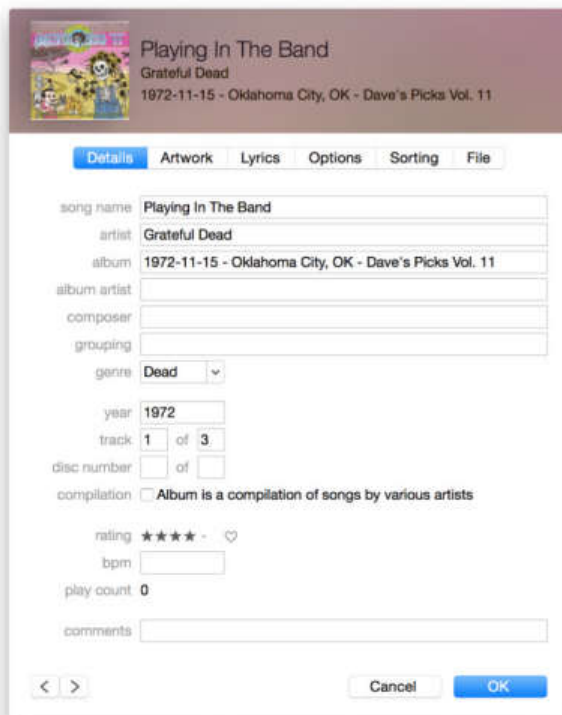 Playing In The Band
Grateful Dead
1972-11-15 - Oklahoma City, OK - Dave's Picks Vol. 11
Details Artwork Lyrics Options Sorting File
song name Playing In The Band
artist Grateful Dead
album 1972-11-15 - Oklahoma City, OK - Dave's Picks Vol. 11
album artist
composer
grouping
genre Dead
year 1972
track 1 of 3
disc number of
compilation Album is a compilation of songs by various artists
rating ★★★★ · ♡
bpm
play count 0
comments
< > Cancel OK